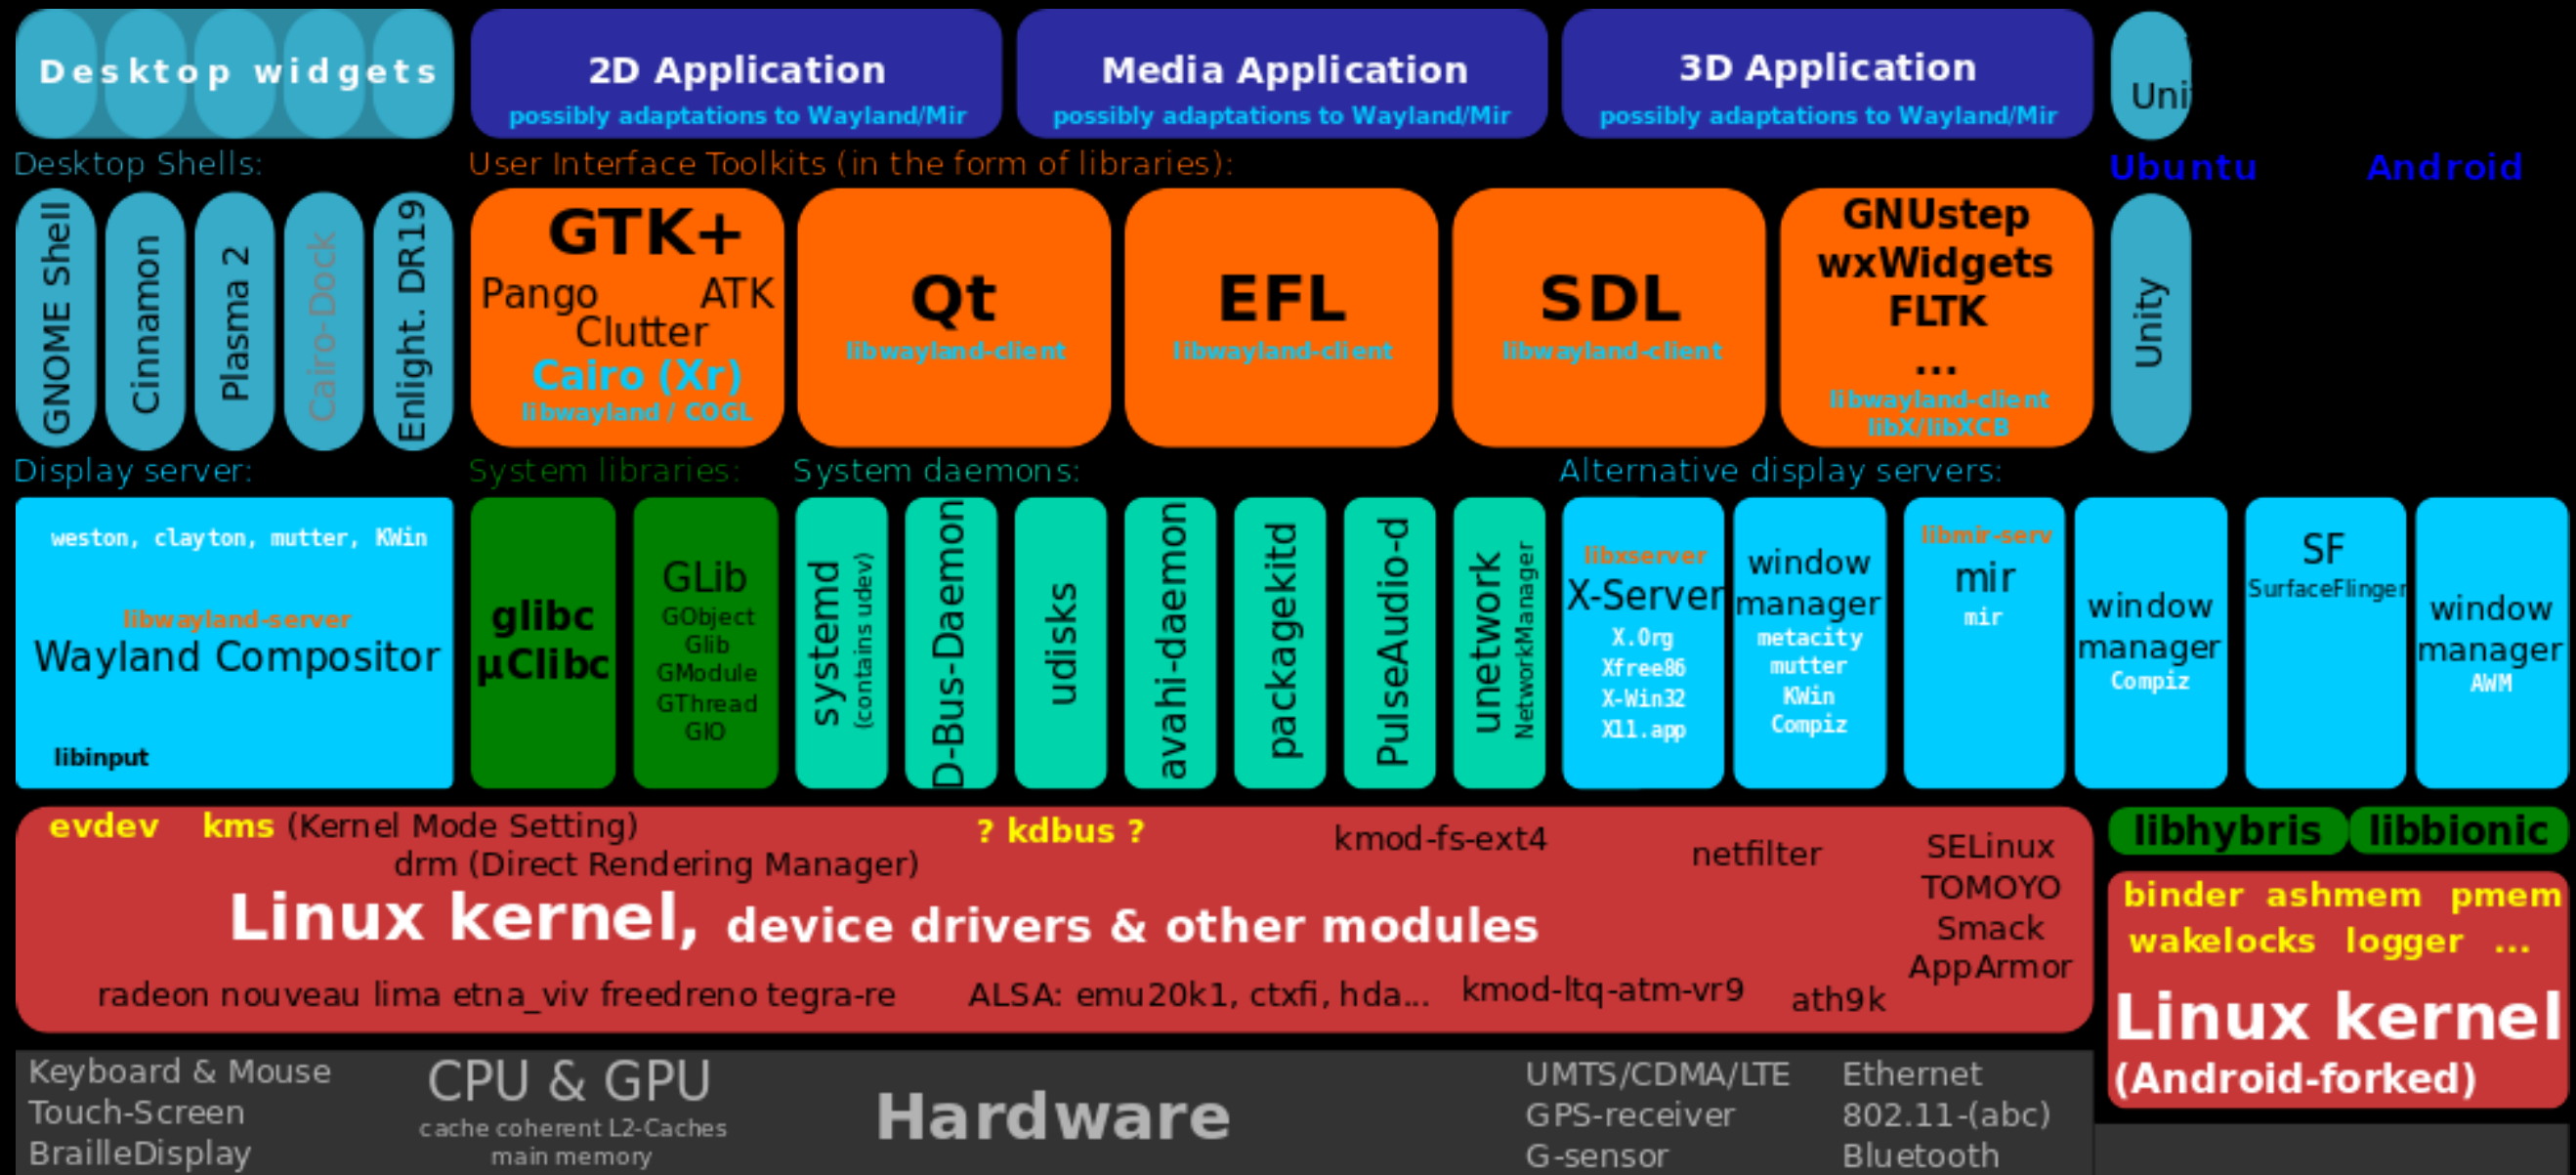 Desktop widgets
2D Application
possibly adaptations to Wayland/Mir
Media Application
possibly adaptations to Wayland/Mir
3D Application
possibly adaptations to Wayland/Mir
Uni
Desktop Shells:
User Interface Toolkits (in the form of libraries):
Ubuntu
Android
GNOME Shell
Cinnamon
Plasma 2
Cairo-Dock
Enlight. DR19
GTK+
Pango ATK
Clutter
Cairo (Xr)
libwayland / COGL
Qt
libwayland-client
EFL
libwayland-client
SDL
libwayland-client
GNUstep
wxWidgets
FLTK
...
libwayland-client
libX/libXCB
Unity
Display server:
System libraries:
System daemons:
Alternative display servers:
weston, clayton, mutter, KWin
libwayland-server
Wayland Compositor
libinput
glibc
µClibc
GLib
GObject
Glib
GModule
GThread
GIO
systemd
(contains udev)
D-Bus-Daemon
udisks
avahi-daemon
packagekitd
PulseAudio-d
unetwork
NetworkManager
libxserver
X-Server
X.Org
Xfree86
X-Win32
X11.app
window
manager
metacity
mutter
KWin
Compiz
libmir-serv
mir
mir
window
manager
Compiz
SF
SurfaceFlinger
window
manager
AWM
evdev kms (Kernel Mode Setting)
drm (Direct Rendering Manager)
? kdbus ?
kmod-fs-ext4
netfilter
SELinux
TOMOYO
Smack
AppArmor
Linux kernel, device drivers & other modules
radeon nouveau lima etna_viv freedreno tegra-re
ALSA: emu20k1, ctxfi, hda...
kmod-ltq-atm-vr9
ath9k
libhybris
libbionic
binder ashmem pmem
wakelocks logger ...
Linux kernel
(Android-forked)
Keyboard & Mouse
Touch-Screen
BrailleDisplay
CPU & GPU
cache coherent L2-Caches
main memory
Hardware
UMTS/CDMA/LTE
GPS-receiver
G-sensor
Ethernet
802.11-(abc)
Bluetooth